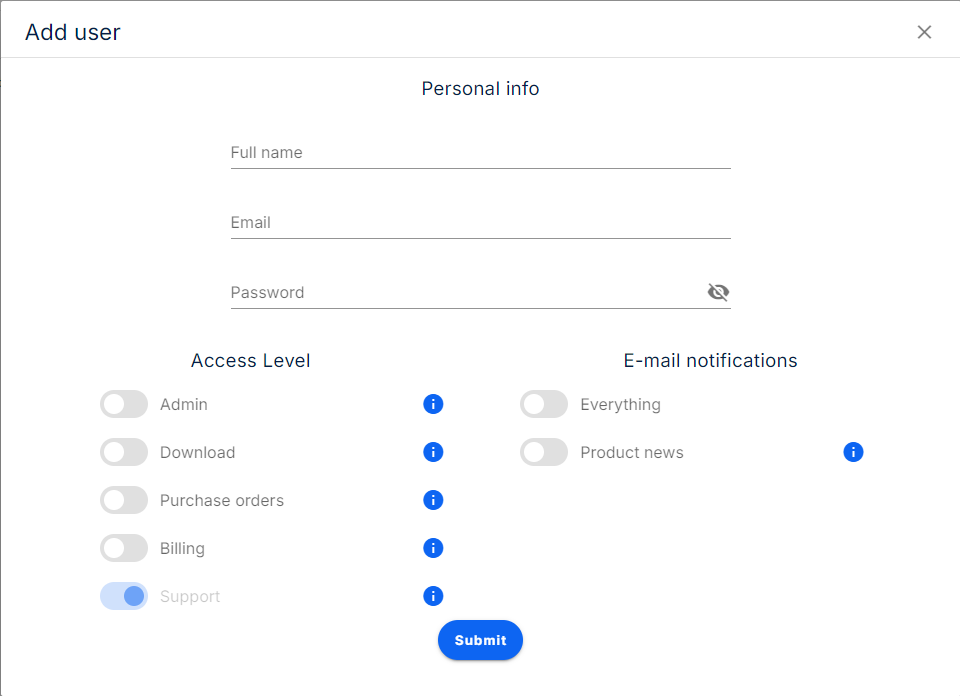 Add user
Personal info
Full name
Email
Password
Access Level
Admin
Download
Purchase orders
Billing
Support
E-mail notifications
Everything
Product news
Submit